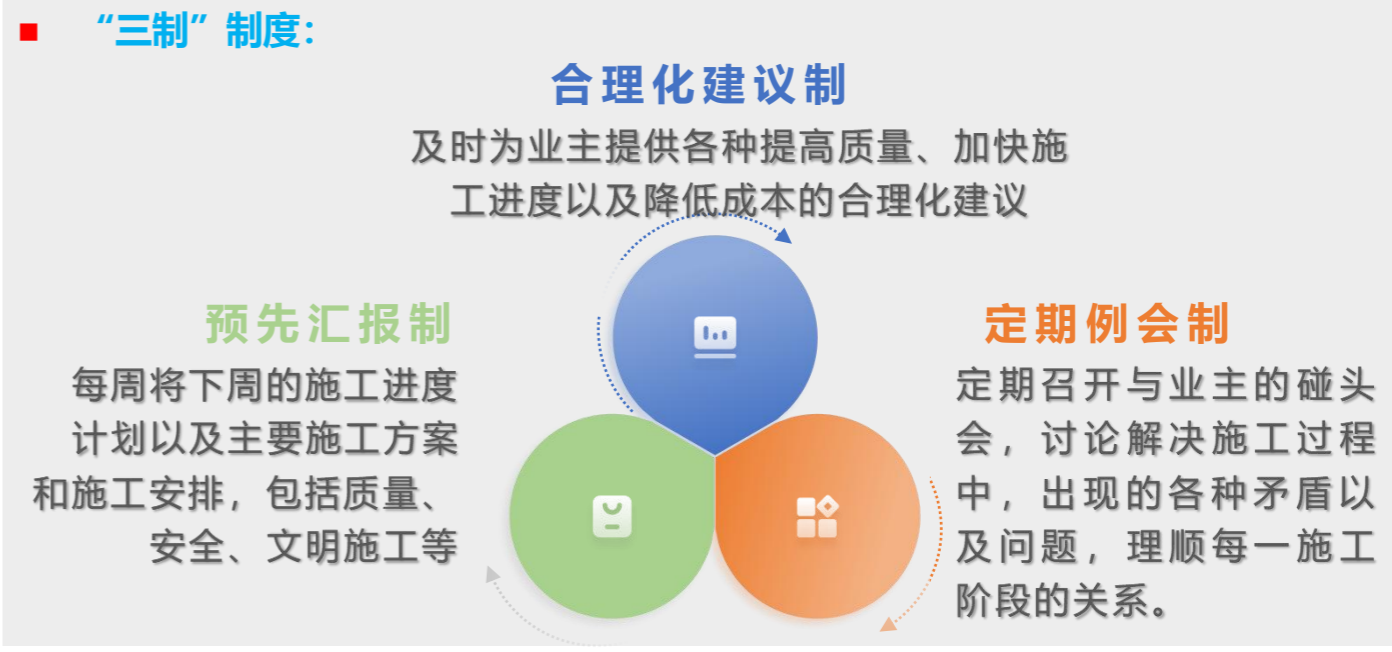 “三制”制度：
合理化建议制
及时为业主提供各种提高质量、加快施
工进度以及降低成本的合理化建议
预先汇报制
每周将下周的施工进度
计划以及主要施工方案
和施工安排，包括质量、
安全、文明施工等
定期例会制
定期召开与业主的碰头
会，讨论解决施工过程
中，出现的各种矛盾以
及问题，理顺每一施工
阶段的关系。